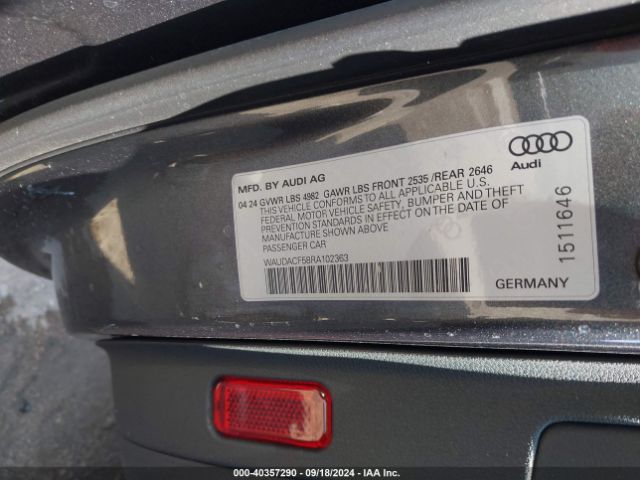 MFD. BY AUDI AG
04 24 GVWR LBS 4982 GAWR LBS FRONT 2535 /REAR 2646
THIS VEHICLE CONFORMS TO ALL APPLICABLE U.S.
FEDERAL MOTOR VEHICLE SAFETY, BUMPER AND THEFT
PREVENTION STANDARDS IN EFFECT ON THE DATE OF
MANUFACTURE SHOWN ABOVE
PASSENGER CAR
WAUDACF58RA102363
Audi
1511646
GERMANY
000-40357290 - 09/18/2024 - IAA Inc.